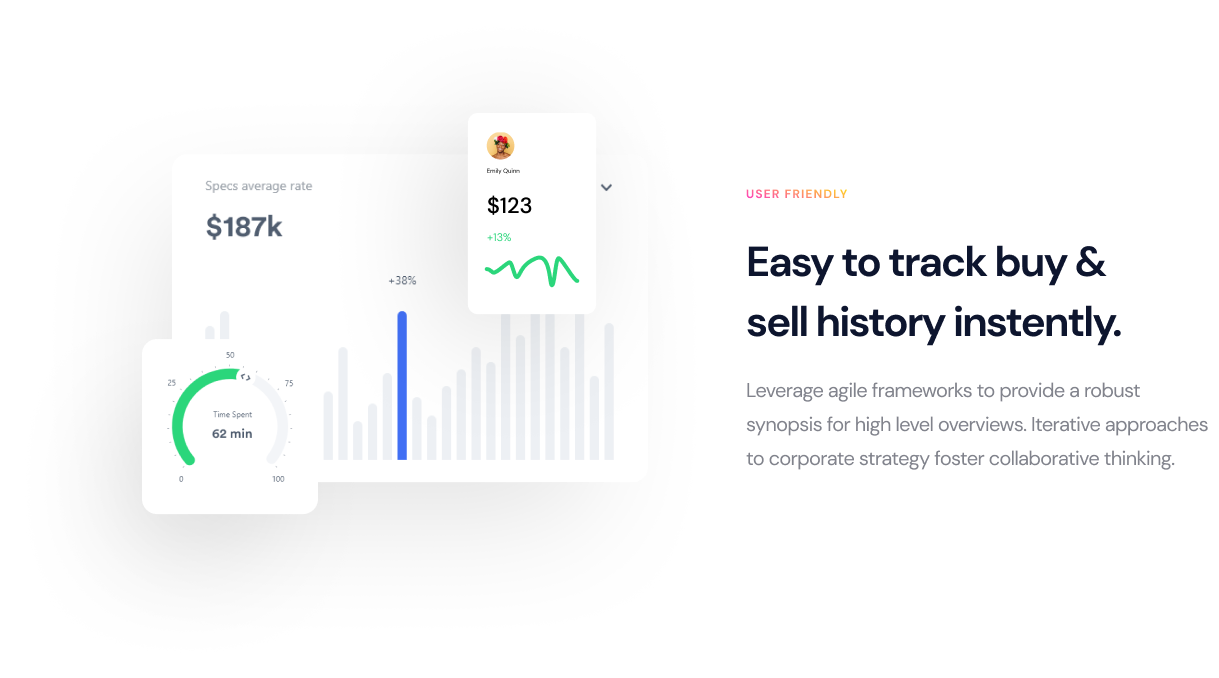 Specs average rate
$187k
+38%
Emily Quinn
$123
+13%
50
25
75
Time Spent
62 min
0
100
USER FRIENDLY
Easy to track buy &
sell history instently.
Leverage agile frameworks to provide a robust
synopsis for high level overviews. Iterative approaches
to corporate strategy foster collaborative thinking.